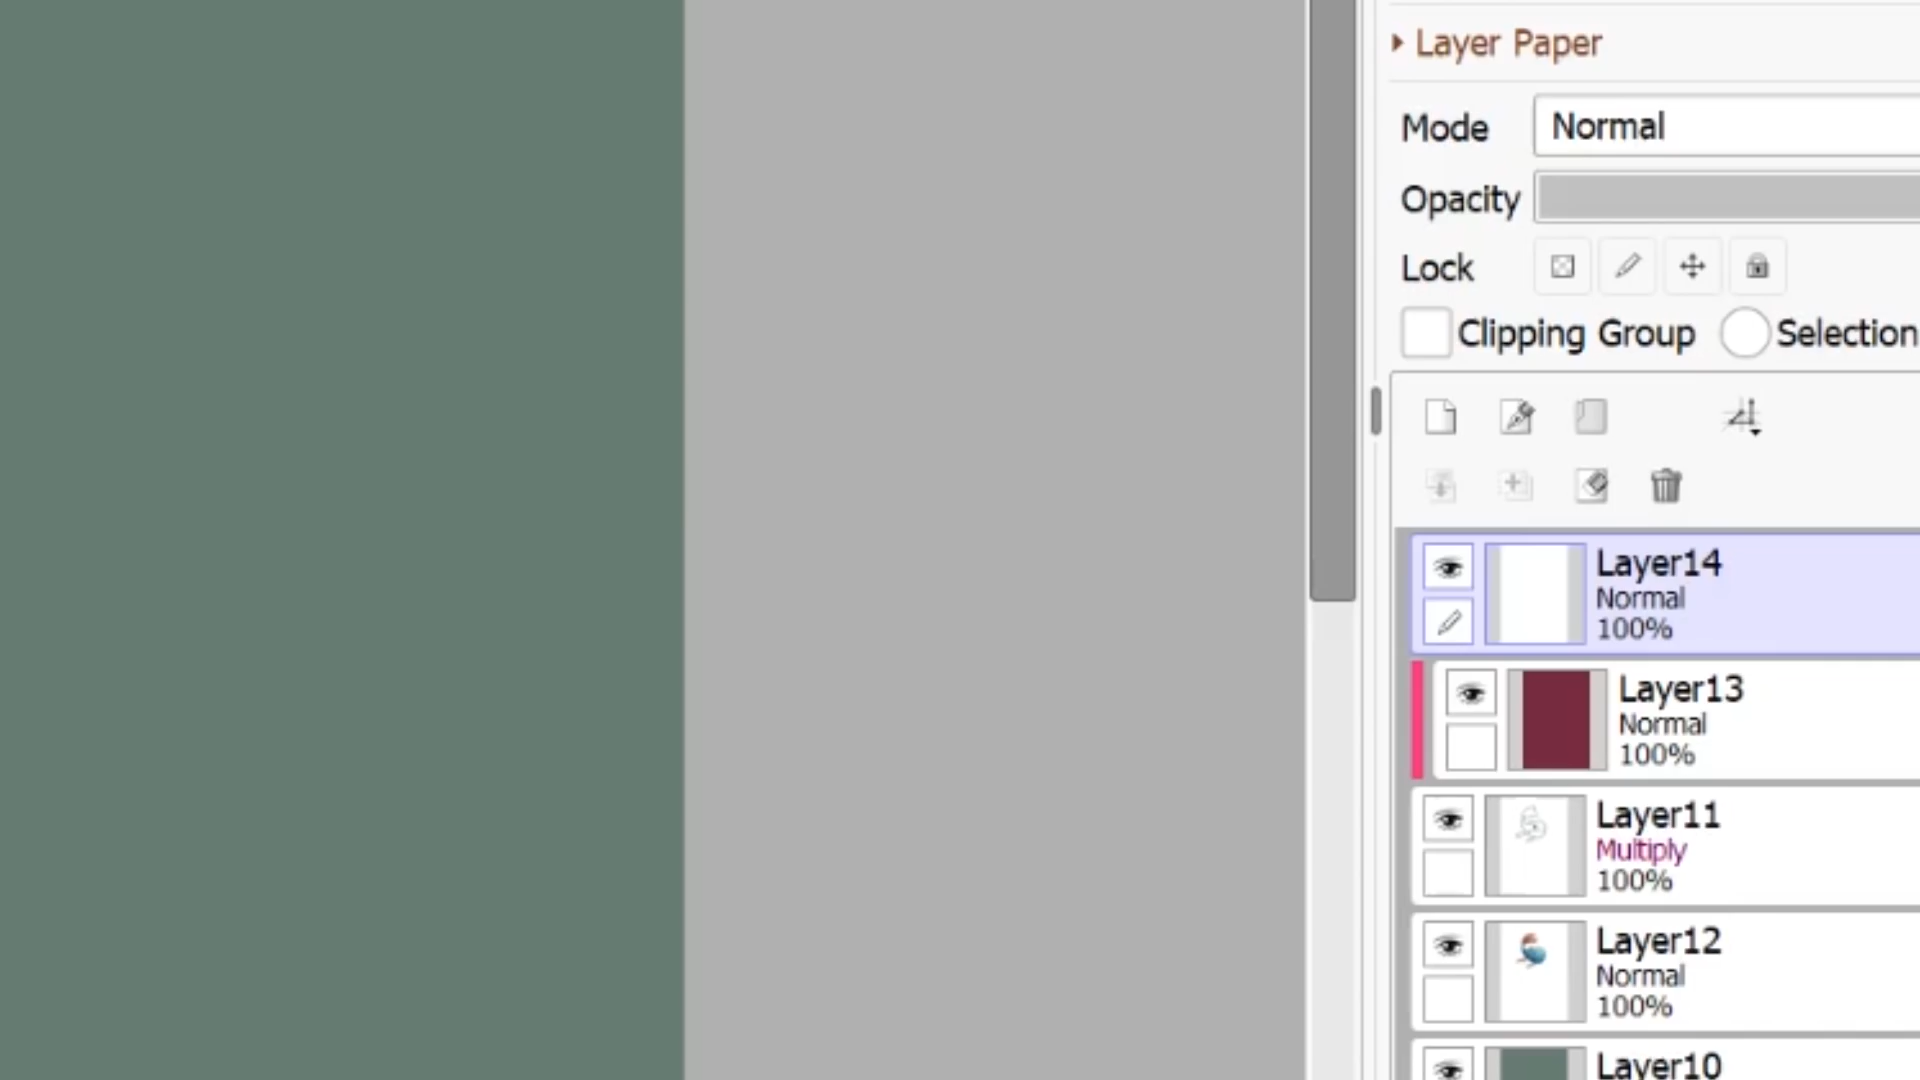 Layer Paper
Mode Normal
Opacity
Lock
Clipping Group Selection
Layer14
Normal
100%
Layer13
Normal
100%
Layer11
Multiply
100%
Layer12
Normal
100%
Layer10